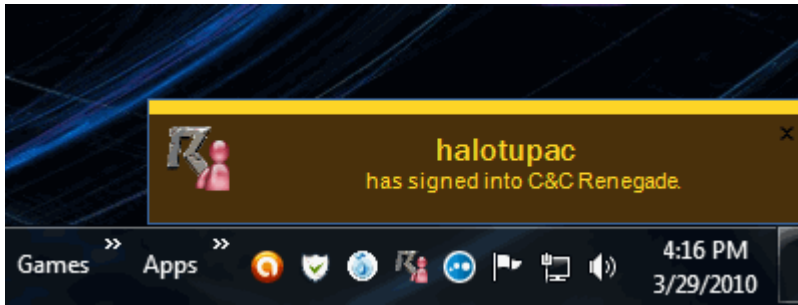 halotupac
has signed into C&C Renegade.
Games » Apps » 4:16 PM
3/29/2010